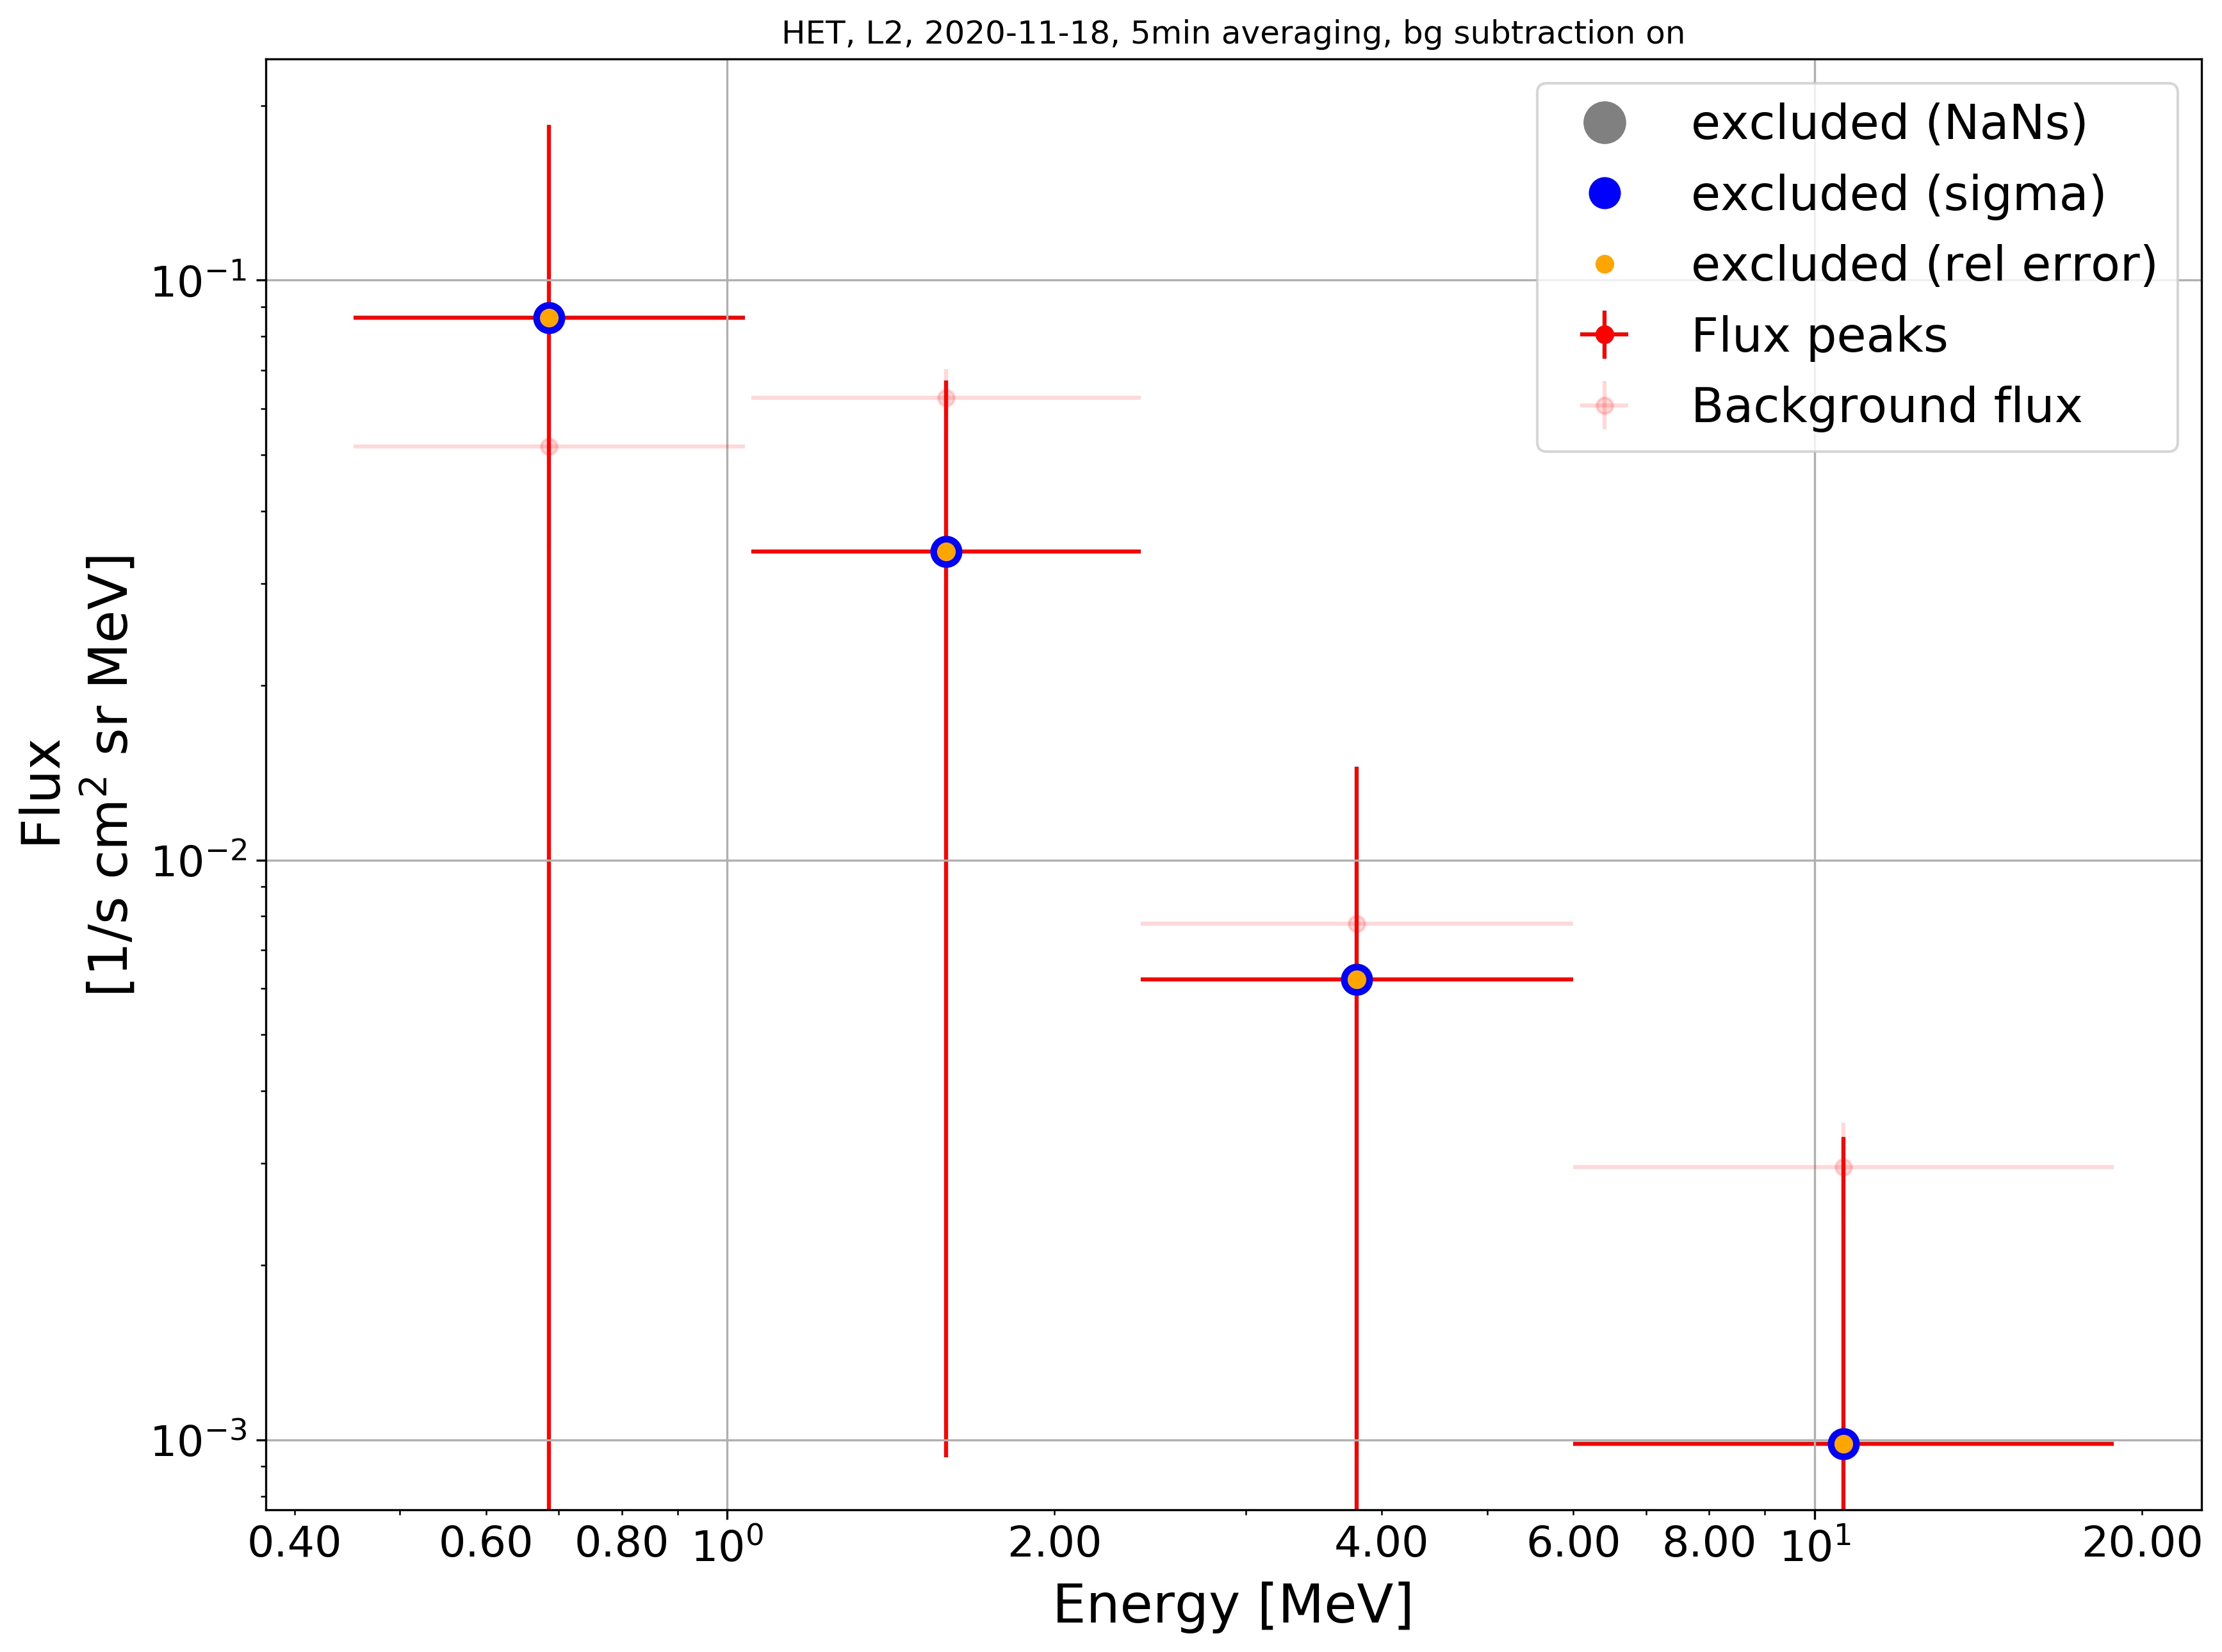 HET, L2, 2020-11-18, 5min averaging, bg subtraction on
excluded (NaNs)
excluded (sigma)
excluded (rel error)
Flux peaks
Background flux
10⁻¹
10⁻²
10⁻³
Flux
[1/s cm² sr MeV]
0.40 0.60 0.80 10⁰ 2.00 4.00 6.00 8.00 10¹ 20.00
Energy [MeV]